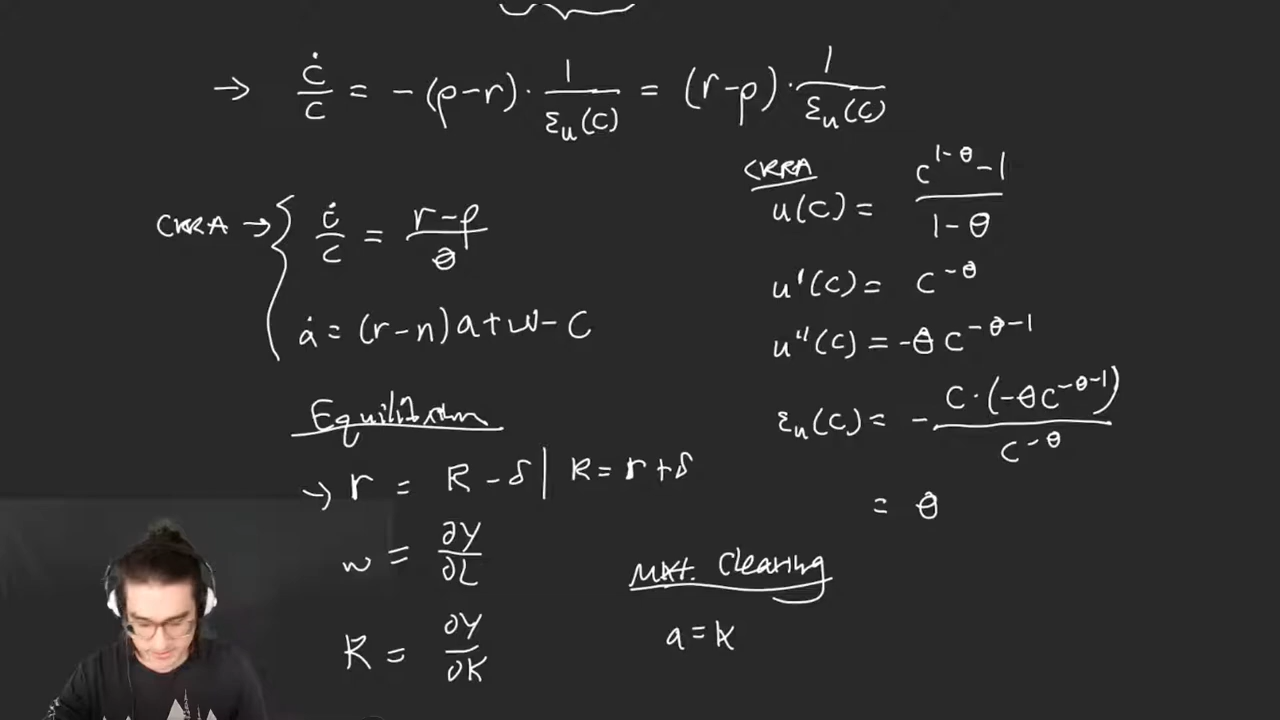 → ċ/c = -(ρ-r)·1/ε_u(c) = (r-ρ)·1/ε_u(c)
CRRA → { ċ/c = (r-ρ)/θ
ȧ = (r-n)a+w-c
CRRA
u(c) = (c^{1-θ}-1)/(1-θ)
u'(c) = c^{-θ}
u''(c) = -θc^{-θ-1}
ε_u(c) = - (c·(-θc^{-θ-1}))/(c^{-θ})
= θ
Equilibrium
→ r = R-δ | R = r+δ
w = ∂Y/∂L
R = ∂Y/∂K
Mkt. Clearing
a = k